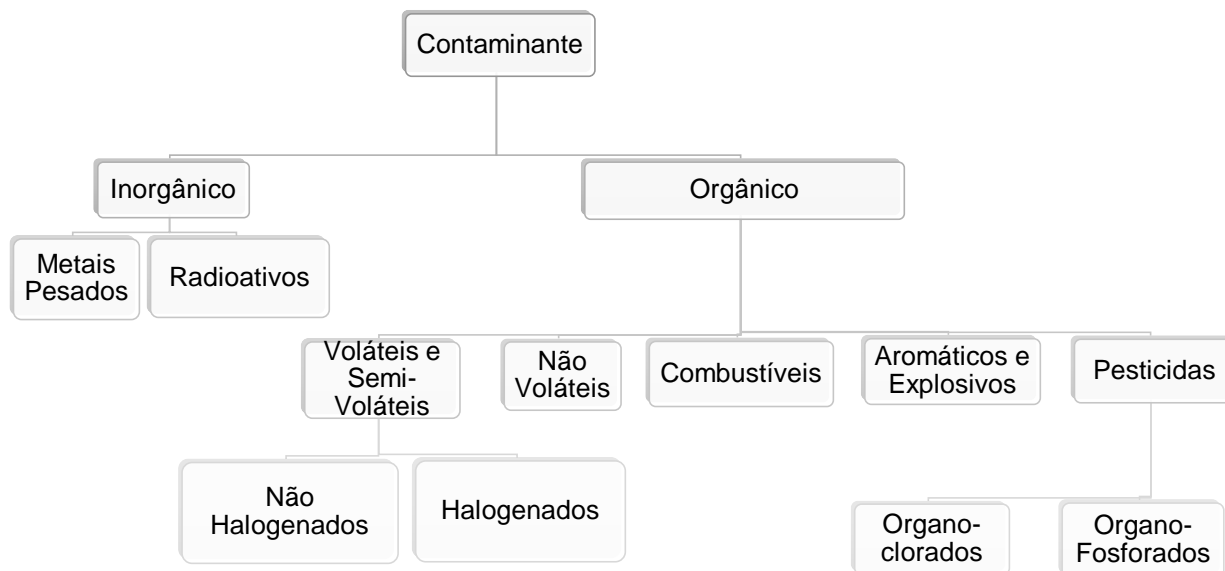 Contaminante
Inorgânico
Orgânico
Metais
Pesados
Radioativos
Voláteis e
Semi-
Voláteis
Não
Voláteis
Combustíveis
Aromáticos e
Explosivos
Pesticidas
Não
Halogenados
Halogenados
Organo-
clorados
Organo-
Fosforados